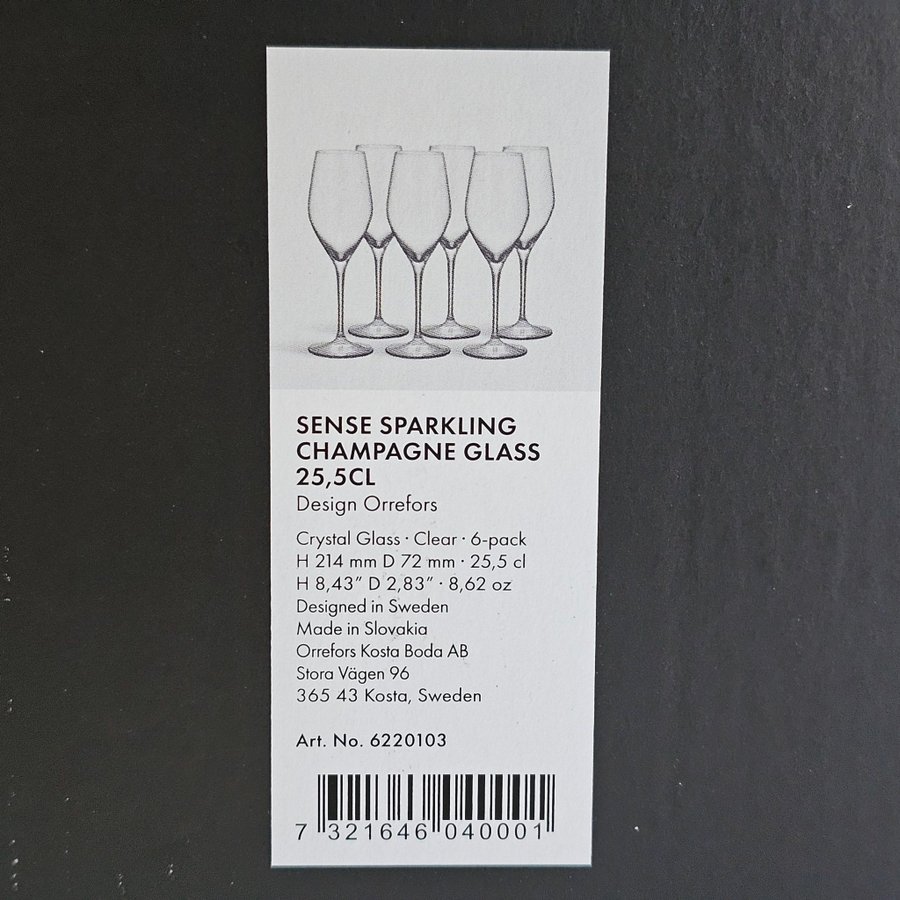 SENSE SPARKLING
CHAMPAGNE GLASS
25,5CL
Design Orrefors
Crystal Glass · Clear · 6-pack
H 214 mm D 72 mm · 25,5 cl
H 8,43” D 2,83” · 8,62 oz
Designed in Sweden
Made in Slovakia
Orrefors Kosta Boda AB
Stora Vägen 96
365 43 Kosta, Sweden
Art. No. 6220103
7 321646 040001